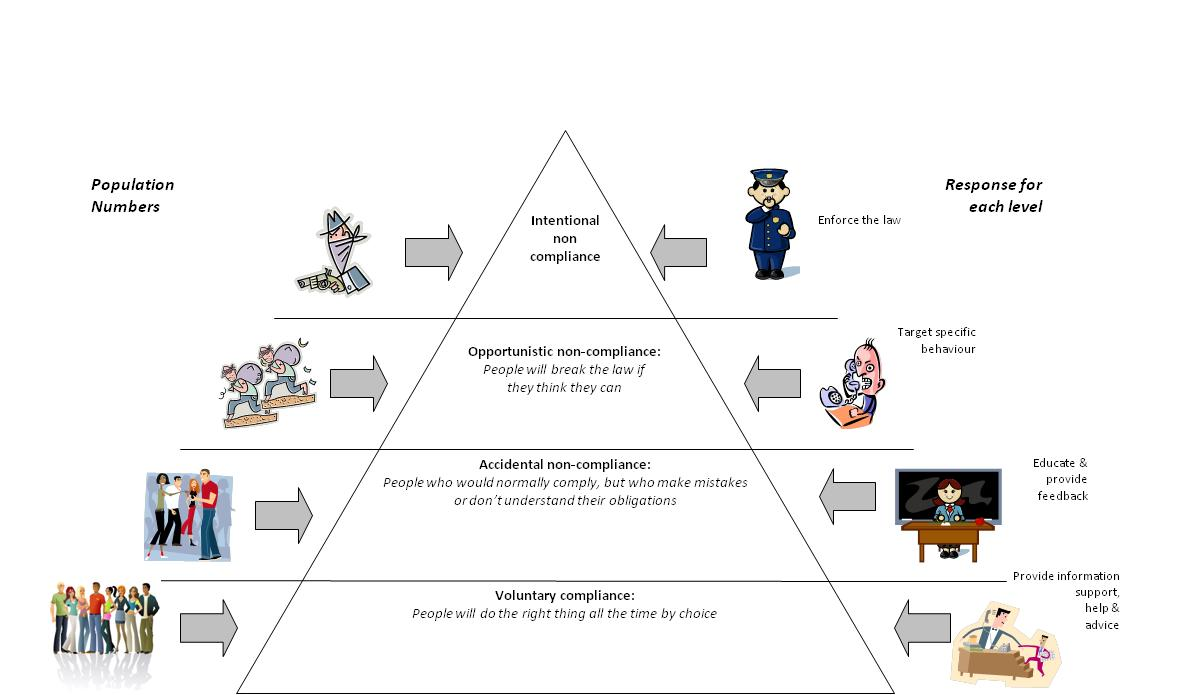 Population
Numbers
Response for
each level
Intentional
non
compliance
Enforce the law
Opportunistic non-compliance:
People will break the law if
they think they can
Target specific
behaviour
Accidental non-compliance:
People who would normally comply, but who make mistakes
or don’t understand their obligations
Educate &
provide
feedback
Voluntary compliance:
People will do the right thing all the time by choice
Provide information
support,
help &
advice